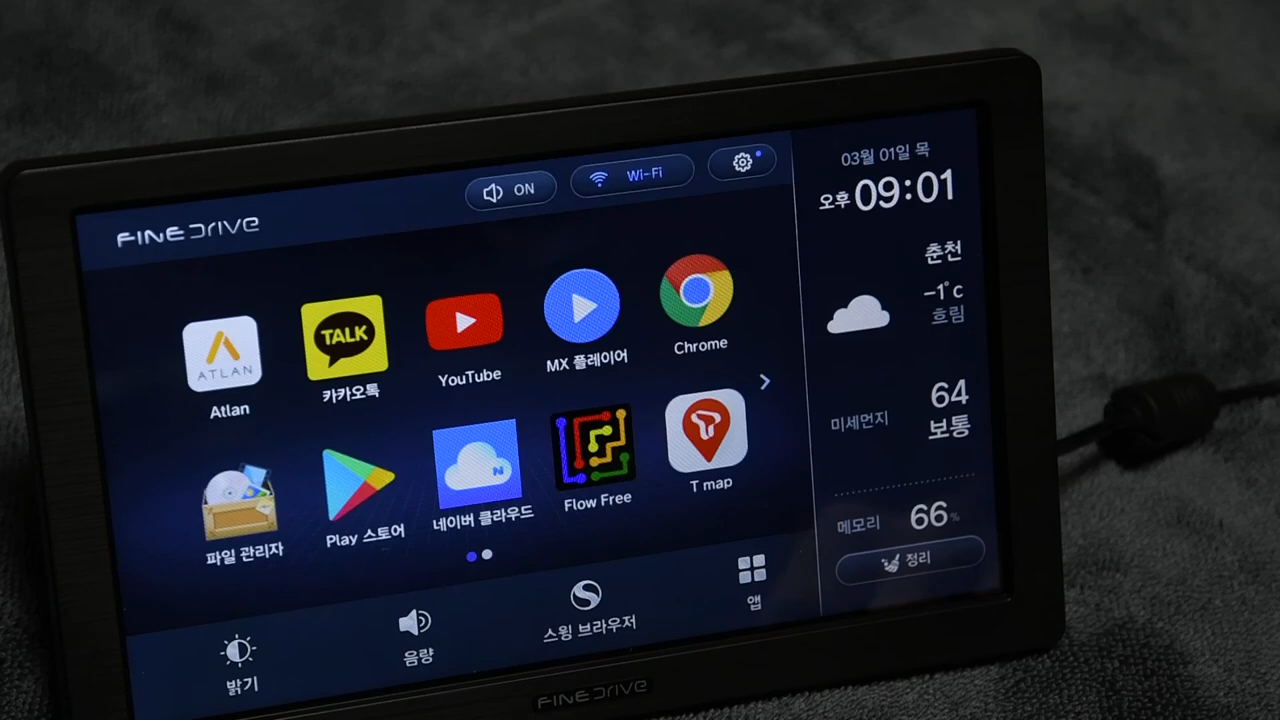 FINEDRIVE
ON
Wi-Fi
ATLAN
Atlan
TALK
카카오톡
YouTube
MX 플레이어
Chrome
파일 관리자
Play 스토어
N
네이버 클라우드
Flow Free
T map
밝기
음량
스윙 브라우저
앱
03월 01일 목
오후 09:01
춘천
-1°c
흐림
미세먼지
64
보통
메모리 66%
정리
FINEDRIVE